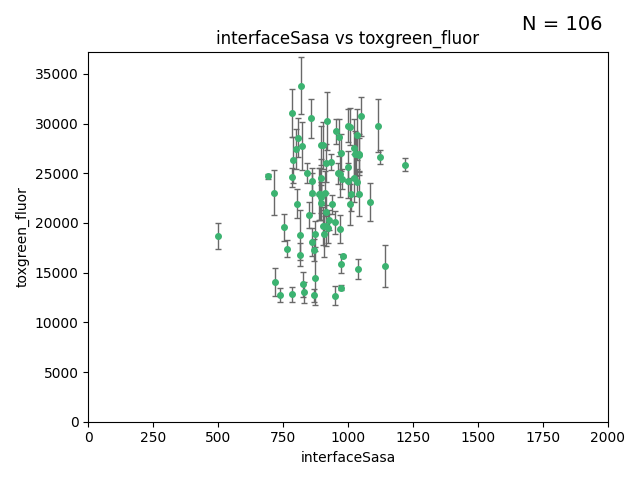 N = 106
interfaceSasa vs toxgreen_fluor
toxgreen_fluor
35000
30000
25000
20000
15000
10000
5000
0
0 250 500 750 1000 1250 1500 1750 2000
interfaceSasa